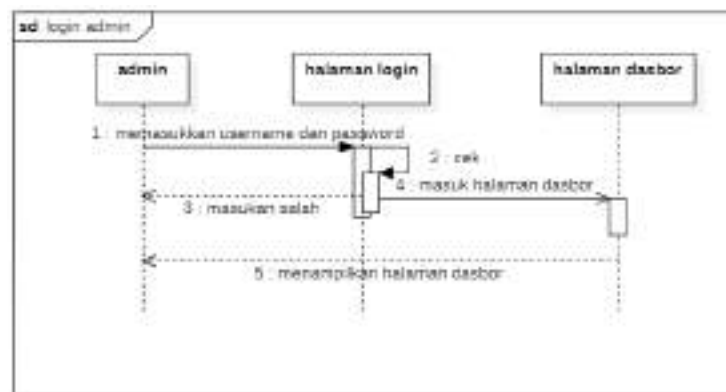 sd login admin
admin
halaman login
halaman dasbor
1 : memasukkan username dan password
2 : cek
4 : masuk halaman dasbor
3 : masukan salah
5 : menampilkan halaman dasbor